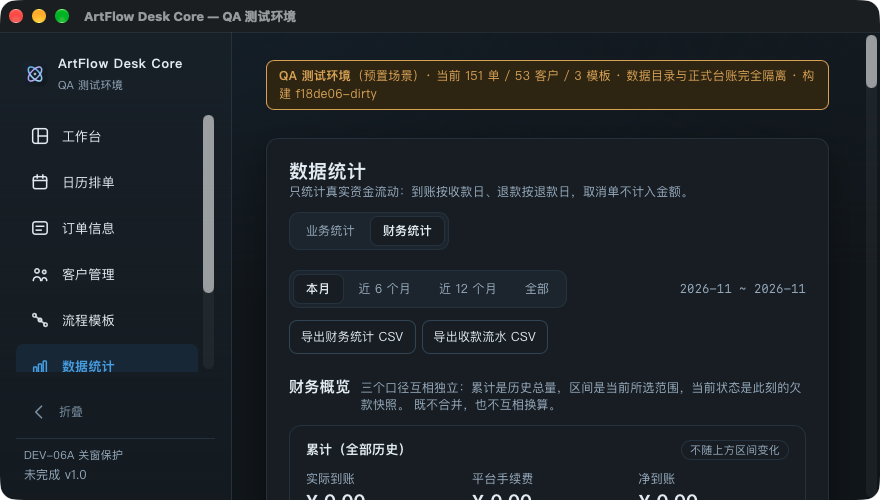 ArtFlow Desk Core — QA 测试环境
ArtFlow Desk Core
QA 测试环境
工作台
日历排单
订单信息
客户管理
流程模板
数据统计
折叠
DEV-06A 关窗保护
未完成 v1.0
QA 测试环境（预置场景）· 当前 151 单 / 53 客户 / 3 模板 · 数据目录与正式台账完全隔离 · 构
建 f18de06-dirty
数据统计
只统计真实资金流动：到账按收款日、退款按退款日，取消单不计入金额。
业务统计 财务统计
本月 近 6 个月 近 12 个月 全部 2026-11 ~ 2026-11
导出财务统计 CSV 导出收款流水 CSV
财务概览 三个口径互相独立：累计是历史总量，区间是当前所选范围，当前状态是此刻的欠
款快照。 既不合并，也不互相换算。
累计（全部历史） 不随上方区间变化
实际到账 平台手续费 净到账
¥ 0.00 ¥ 0.00 ¥ 0.00